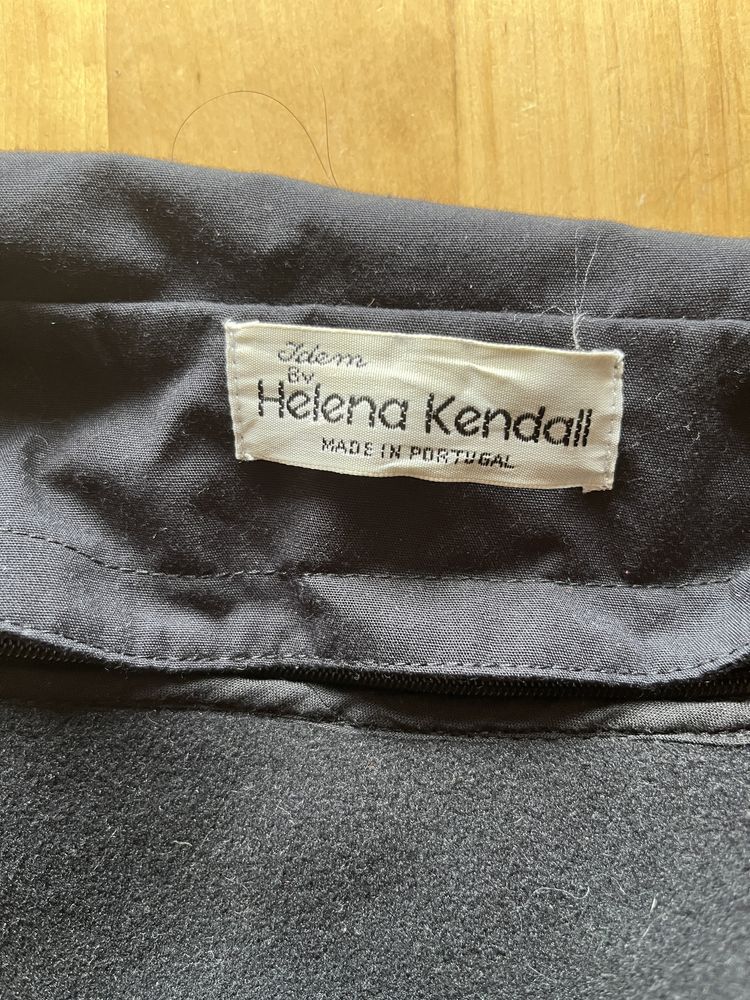 Idem
By
Helena Kendall
MADE IN PORTUGAL